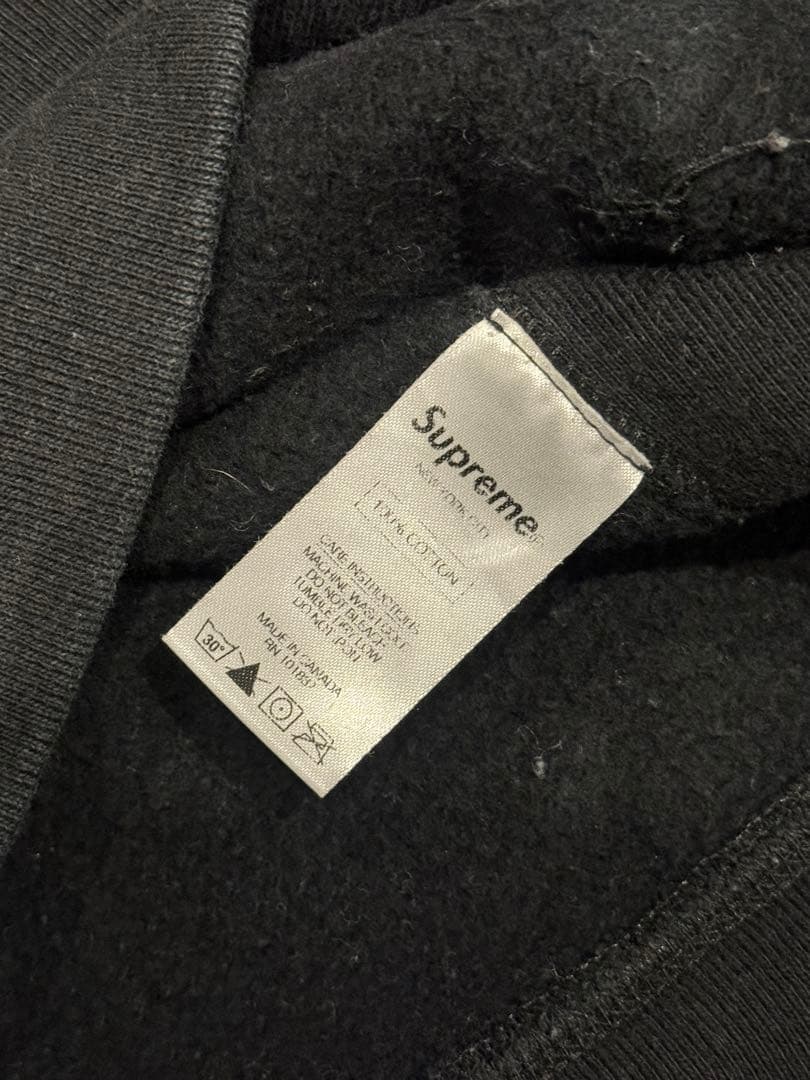 Supreme
NEW YORK CITY
100% COTTON
CARE INSTRUCTIONS
MACHINE WASH COLD
DO NOT BLEACH
TUMBLE DRY LOW
DO NOT IRON
MADE IN CANADA
RN 101837
30°